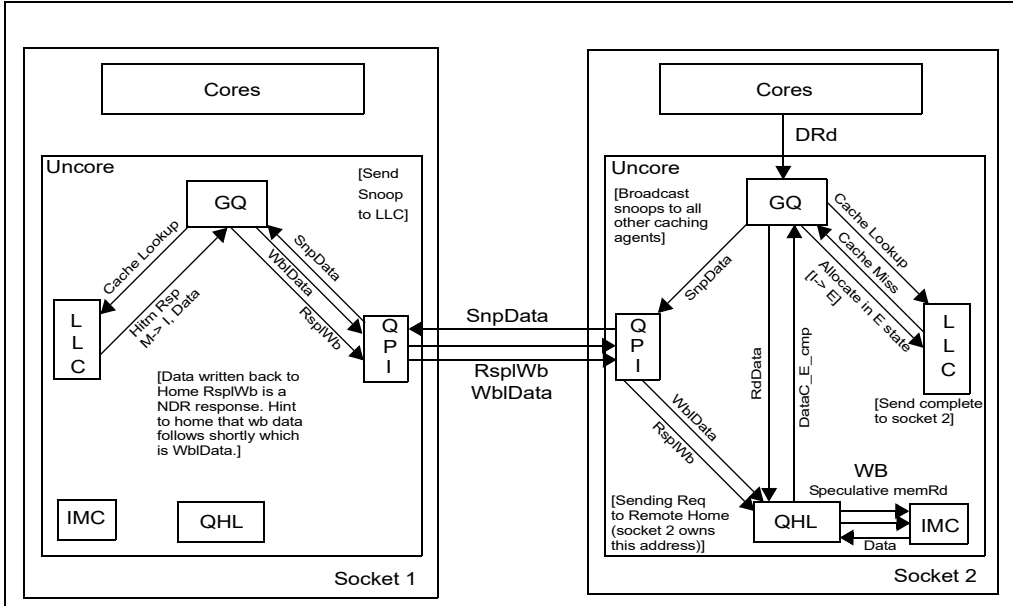 Cores
Uncore
GQ
[Send
Snoop
to LLC]
Cache Lookup
Hitm Rsp
M-> I, Data
SnpData
WblData
RsplWb
L
L
C
Q
P
I
[Data written back to
Home RsplWb is a
NDR response. Hint
to home that wb data
follows shortly which
is WblData.]
IMC
QHL
Socket 1
SnpData
RsplWb
WblData
Cores
DRd
Uncore
[Broadcast
snoops to all
other caching
agents]
GQ
Cache Lookup
Cache Miss
Allocate in E state
[I-> E]
SnpData
Q
P
I
L
L
C
RdData
DataC_E_cmp
[Send complete
to socket 2]
WblData
RsplWb
WB
Speculative memRd
[Sending Req
to Remote Home
(socket 2 owns
this address)]
QHL
IMC
Data
Socket 2